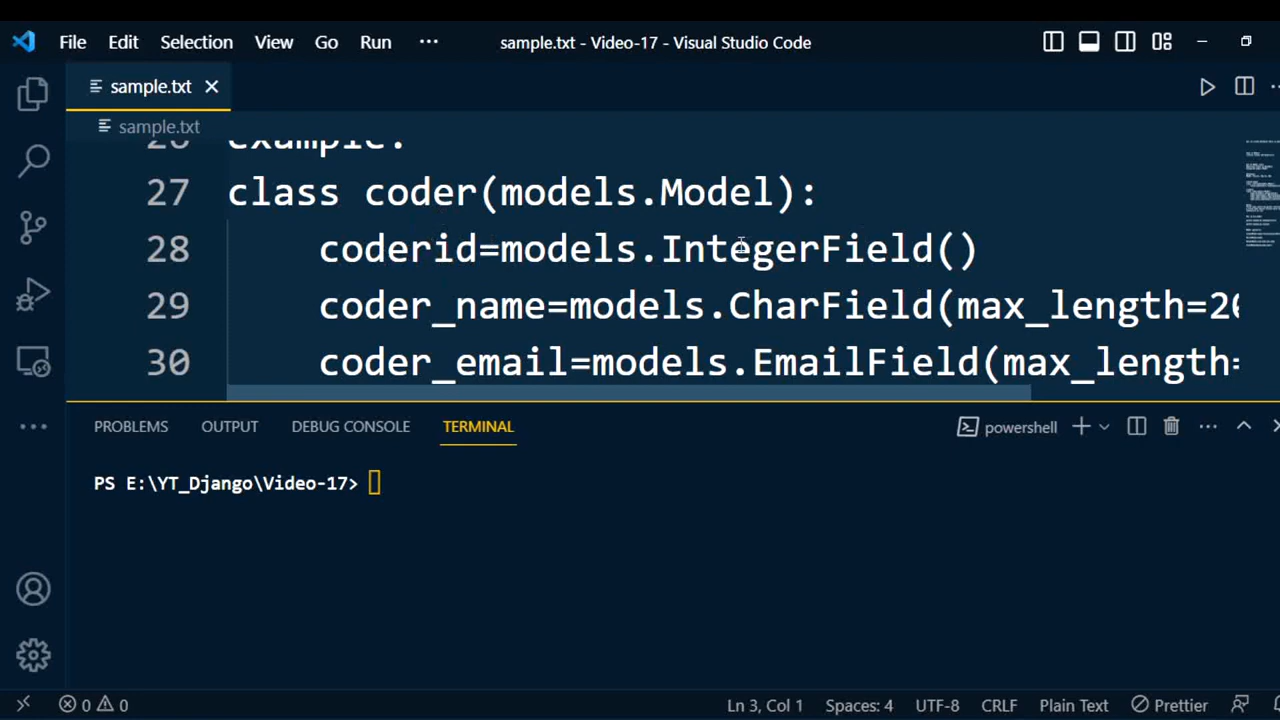 File Edit Selection View Go Run ··· sample.txt - Video-17 - Visual Studio Code
sample.txt
sample.txt
26 example:
27 class coder(models.Model):
28 coderid=models.IntegerField()
29 coder_name=models.CharField(max_length=20
30 coder_email=models.EmailField(max_length=
PROBLEMS OUTPUT DEBUG CONSOLE TERMINAL powershell
PS E:\YT_Django\Video-17>
0 0 Ln 3, Col 1 Spaces: 4 UTF-8 CRLF Plain Text Prettier